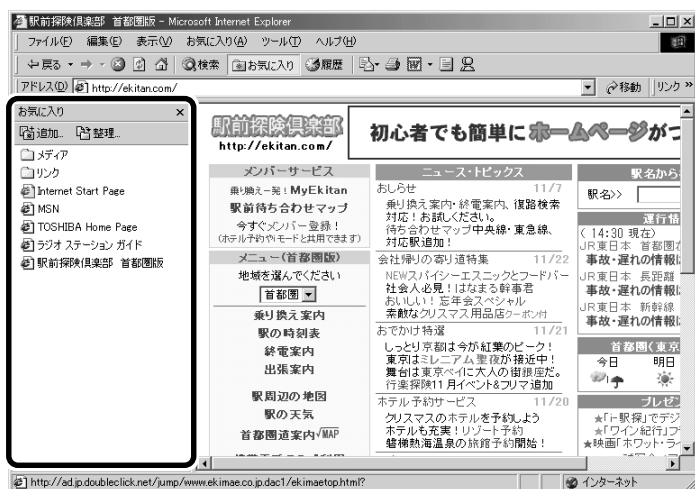 駅前探険倶楽部 首都圏版 - Microsoft Internet Explorer
ファイル(F) 編集(E) 表示(V) お気に入り(A) ツール(T) ヘルプ(H)
戻る 検索 お気に入り 履歴
アドレス(D) http://ekitan.com/ 移動 リンク »
お気に入り ×
追加... 整理...
メディア
リンク
Internet Start Page
MSN
TOSHIBA Home Page
ラジオ ステーション ガイド
駅前探険倶楽部 首都圏版
駅前探険倶楽部
http://ekitan.com/
初心者でも簡単にホームページがつ
メンバーサービス
乗り換え一発!MyEkitan
駅前待ち合わせマップ
今すぐメンバー登録!
(ホテル予約やiモードと共用できます)
メニュー(首都圏版)
地域を選んでください
首都圏
乗り換え案内
駅の時刻表
終電案内
出張案内
駅周辺の地図
駅の天気
首都圏道案内√MAP
ニュース・トピックス
おしらせ 11/7
乗り換え案内・終電案内、復路検索
対応!お試しください。
待ち合わせマップ中央線・東急線、
対応駅追加!
会社帰りの寄り道特集 11/22
NEWスパイシーエスニックとフードバー
社会人必見!はなまる幹事君
おいしい!忘年会スペシャル
素敵なクリスマス用品店クーポン付
おでかけ特選 11/21
しっとり京都は今が紅葉のピーク!
東京はミレニアム聖夜が接近中!
舞台は東京ベイに大人の街銀座だ。
行楽探険11月イベント&フリマ追加
ホテル予約サービス 11/20
クリスマスのホテルを予約しよう
ホテルも充実!リゾート予約
磐梯熱海温泉の旅館予約開始!
駅名から
駅名>>
運行情
(14:30 現在)
JR東日本 首都圏
事故・遅れの情報
JR東日本 長距離
事故・遅れの情報
JR東日本 新幹線
事故・遅れの情報
首都圏(東京
今日 明日
プレゼン
★「i-駅探」でデジ
★「ワイン紀行」フ
★映画「ホワット・ラ
http://ad.jp.doubleclick.net/jump/www.ekimae.co.jp.dac1/ekimaetop.html?
インターネット